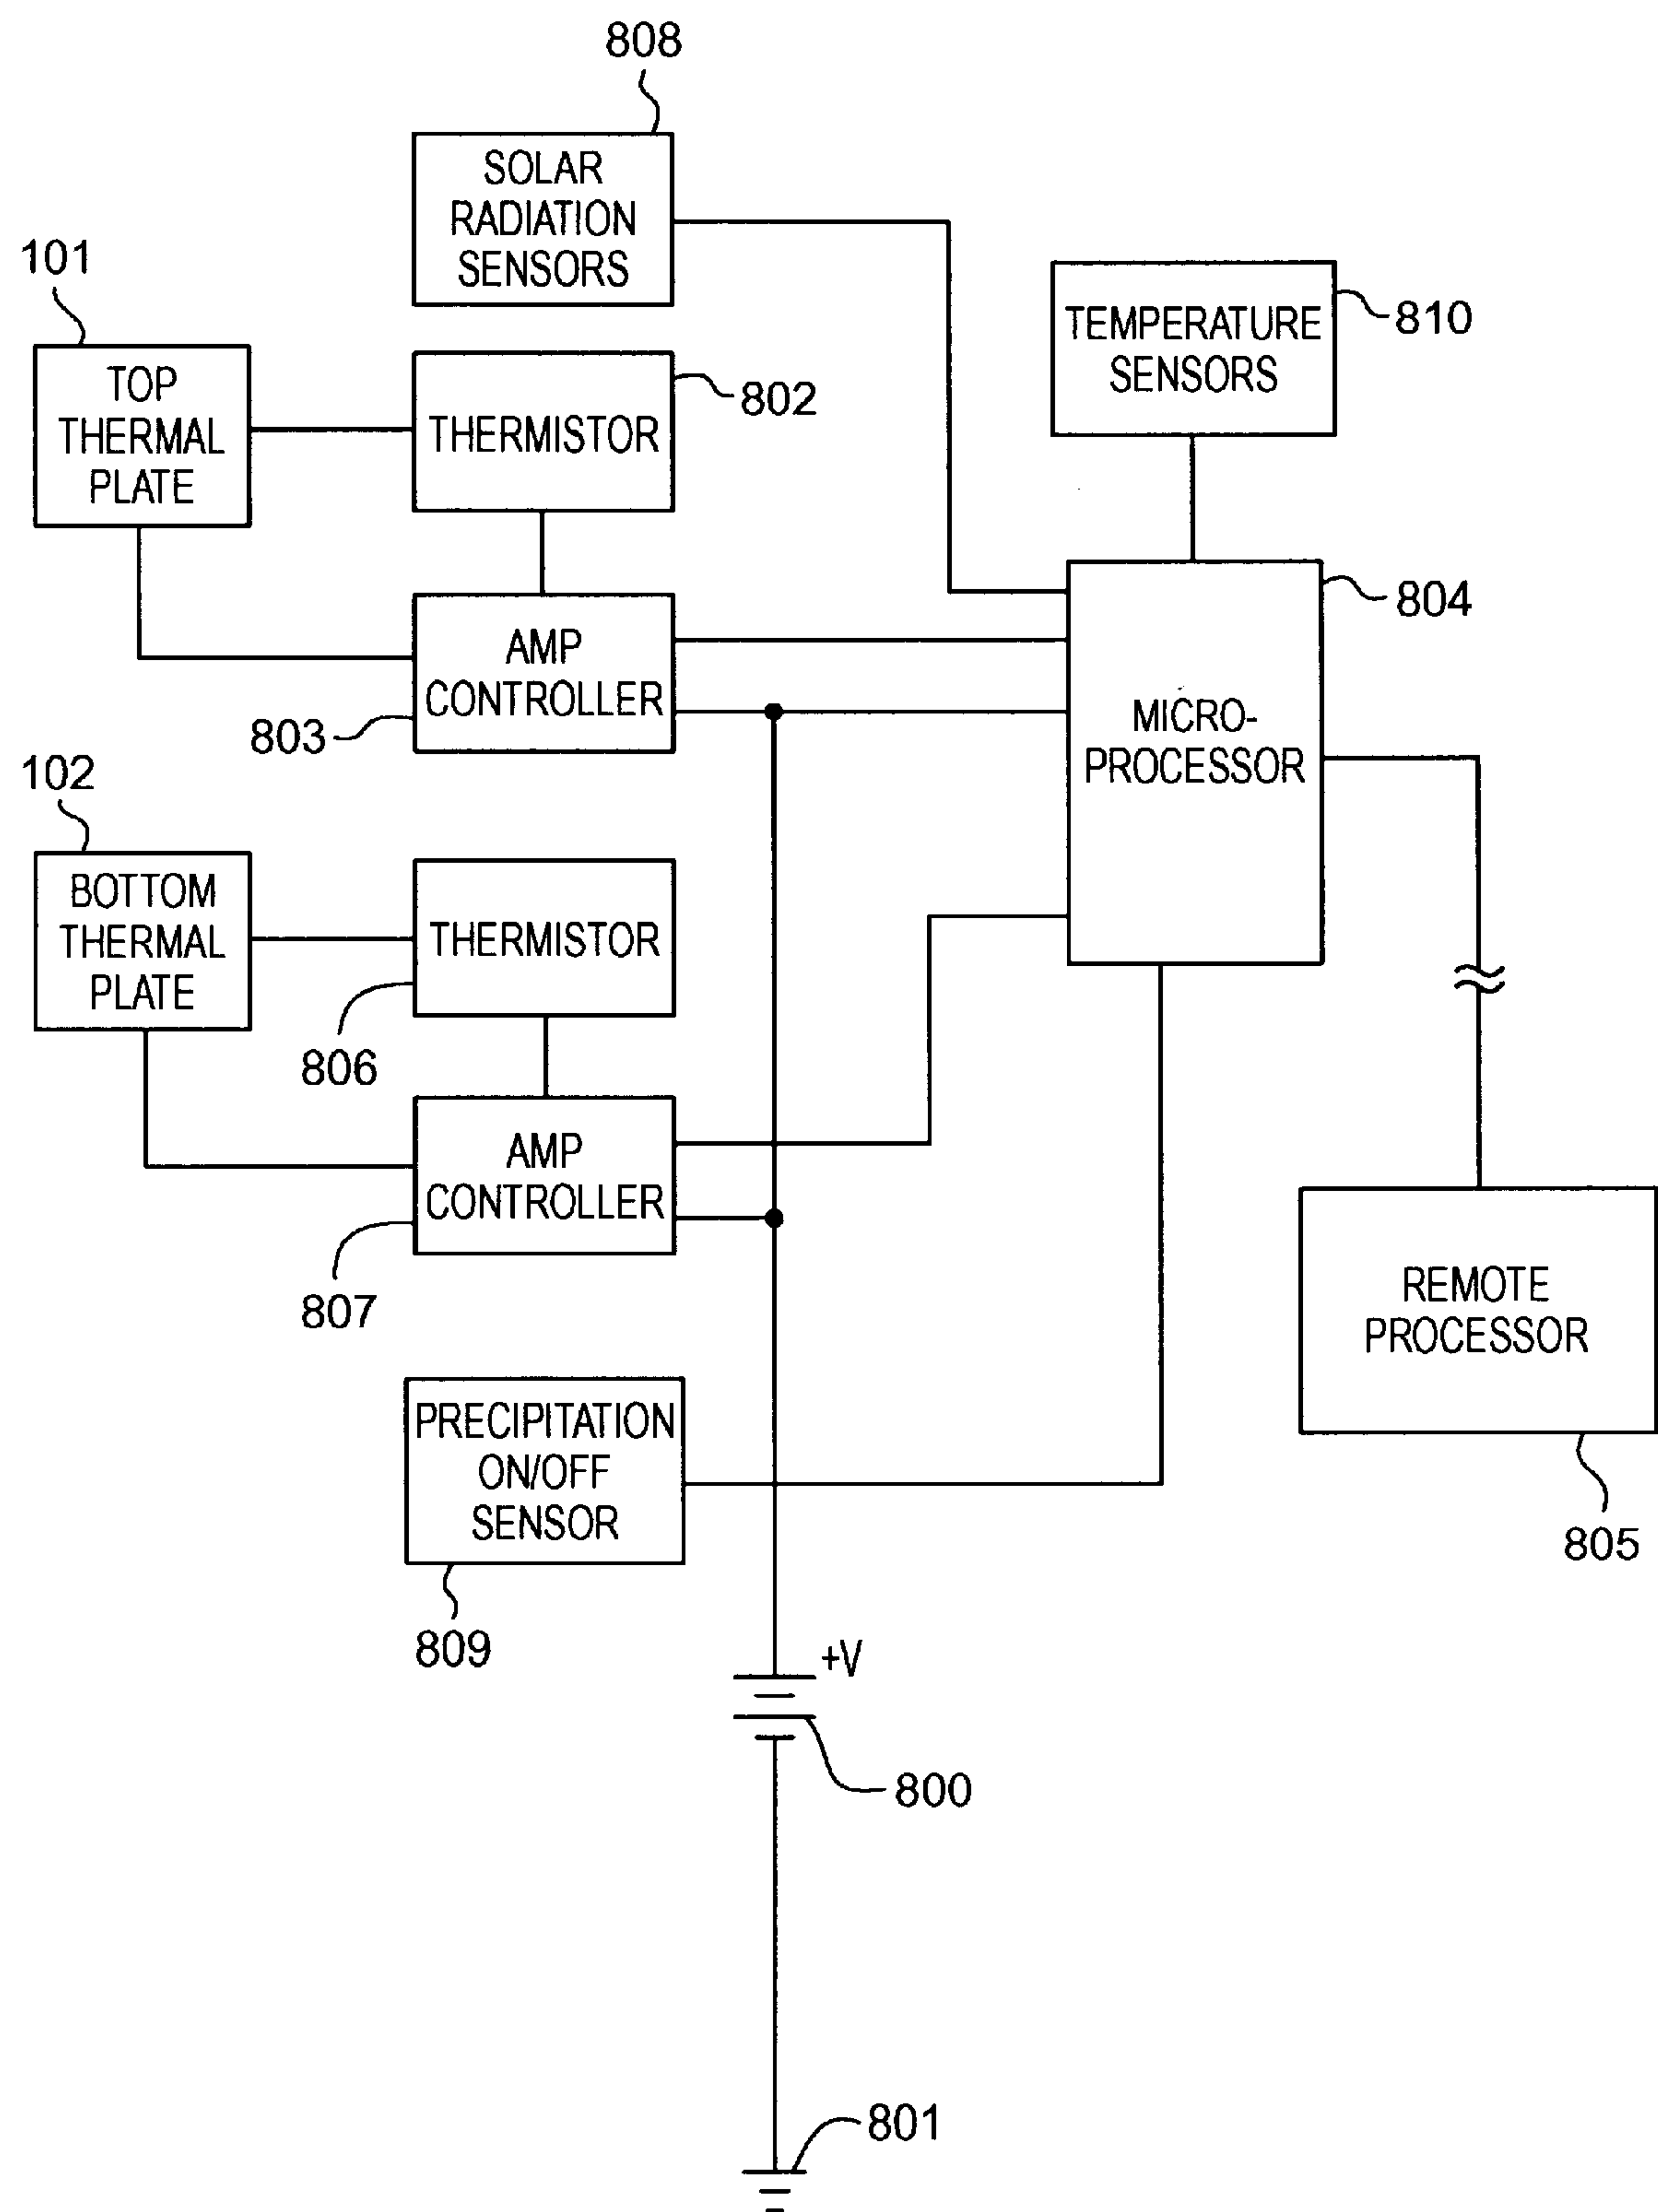 808
SOLAR
RADIATION
SENSORS
101
TOP
THERMAL
PLATE
THERMISTOR
802
TEMPERATURE
SENSORS
810
AMP
CONTROLLER
803
MICRO-
PROCESSOR
804
102
BOTTOM
THERMAL
PLATE
THERMISTOR
806
AMP
CONTROLLER
807
REMOTE
PROCESSOR
805
PRECIPITATION
ON/OFF
SENSOR
809
+V
800
801